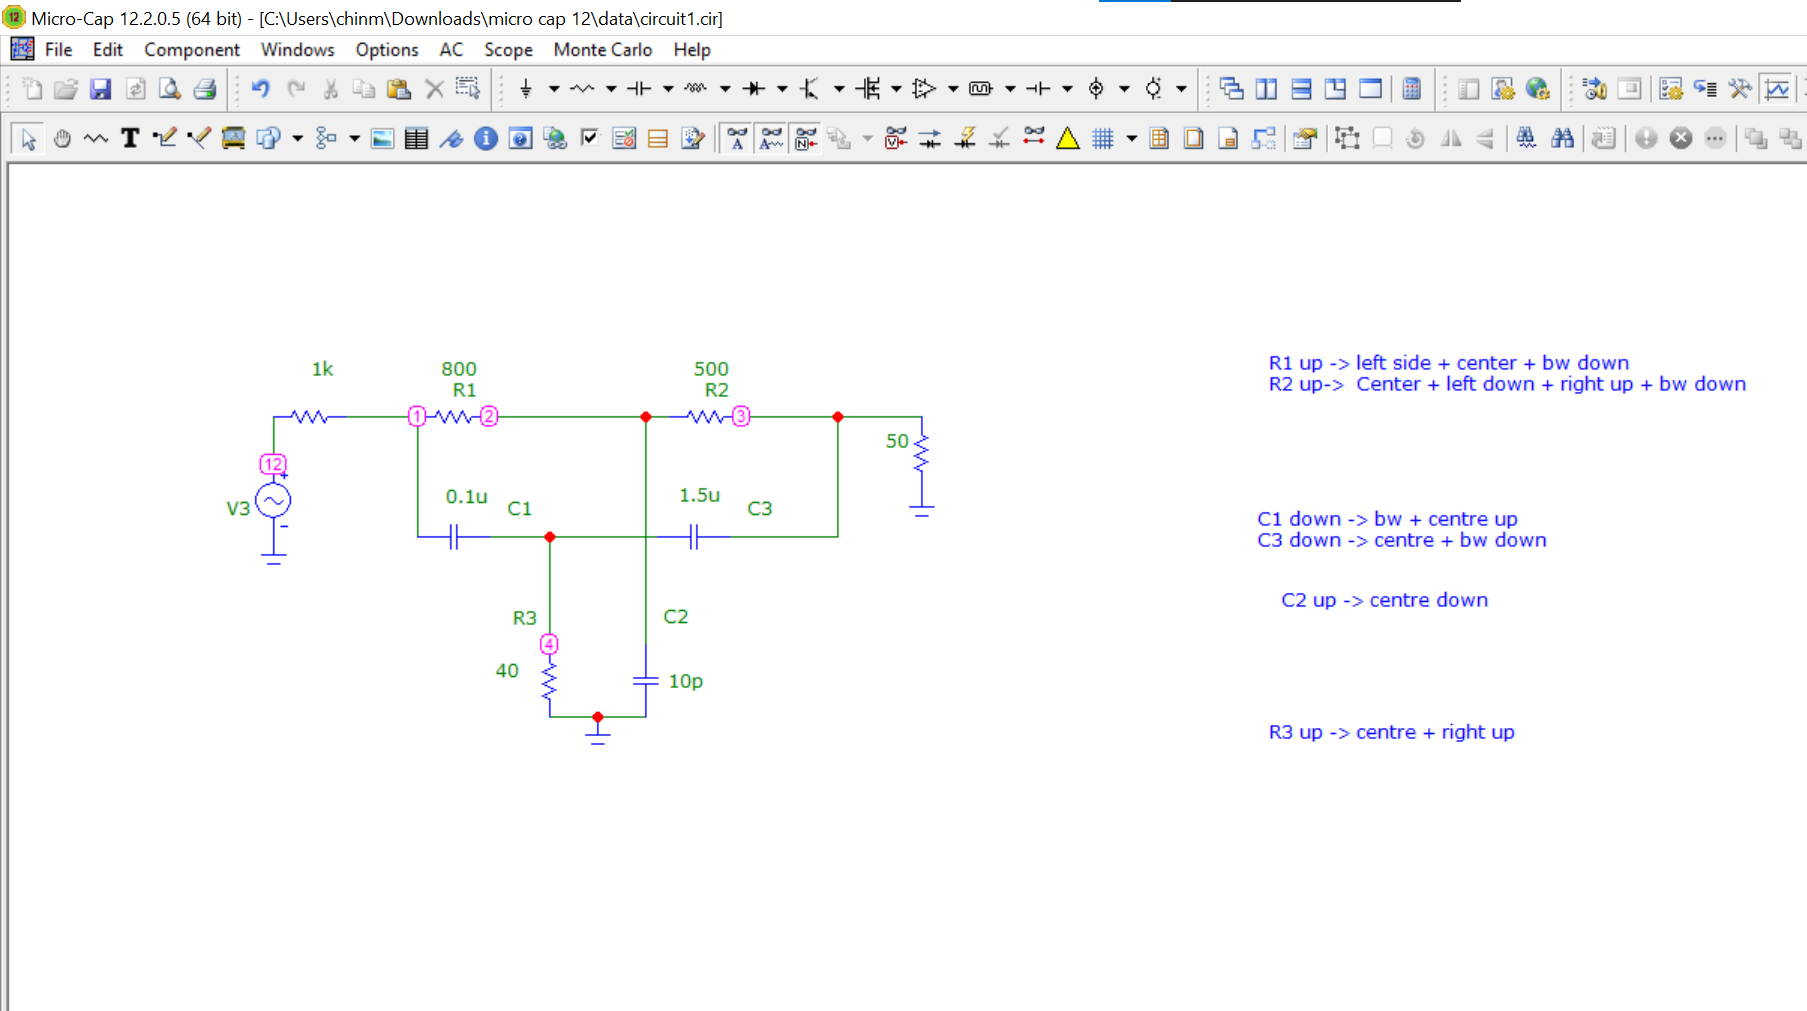 Micro-Cap 12.2.0.5 (64 bit) - [C:\Users\chinm\Downloads\micro cap 12\data\circuit1.cir]
File Edit Component Windows Options AC Scope Monte Carlo Help
1k
800
R1
500
R2
R1 up -> left side + center + bw down
R2 up-> Center + left down + right up + bw down
1
2
3
50
12
+
V3
-
0.1u
C1
1.5u
C3
C1 down -> bw + centre up
C3 down -> centre + bw down
C2 up -> centre down
R3
C2
4
40
10p
R3 up -> centre + right up